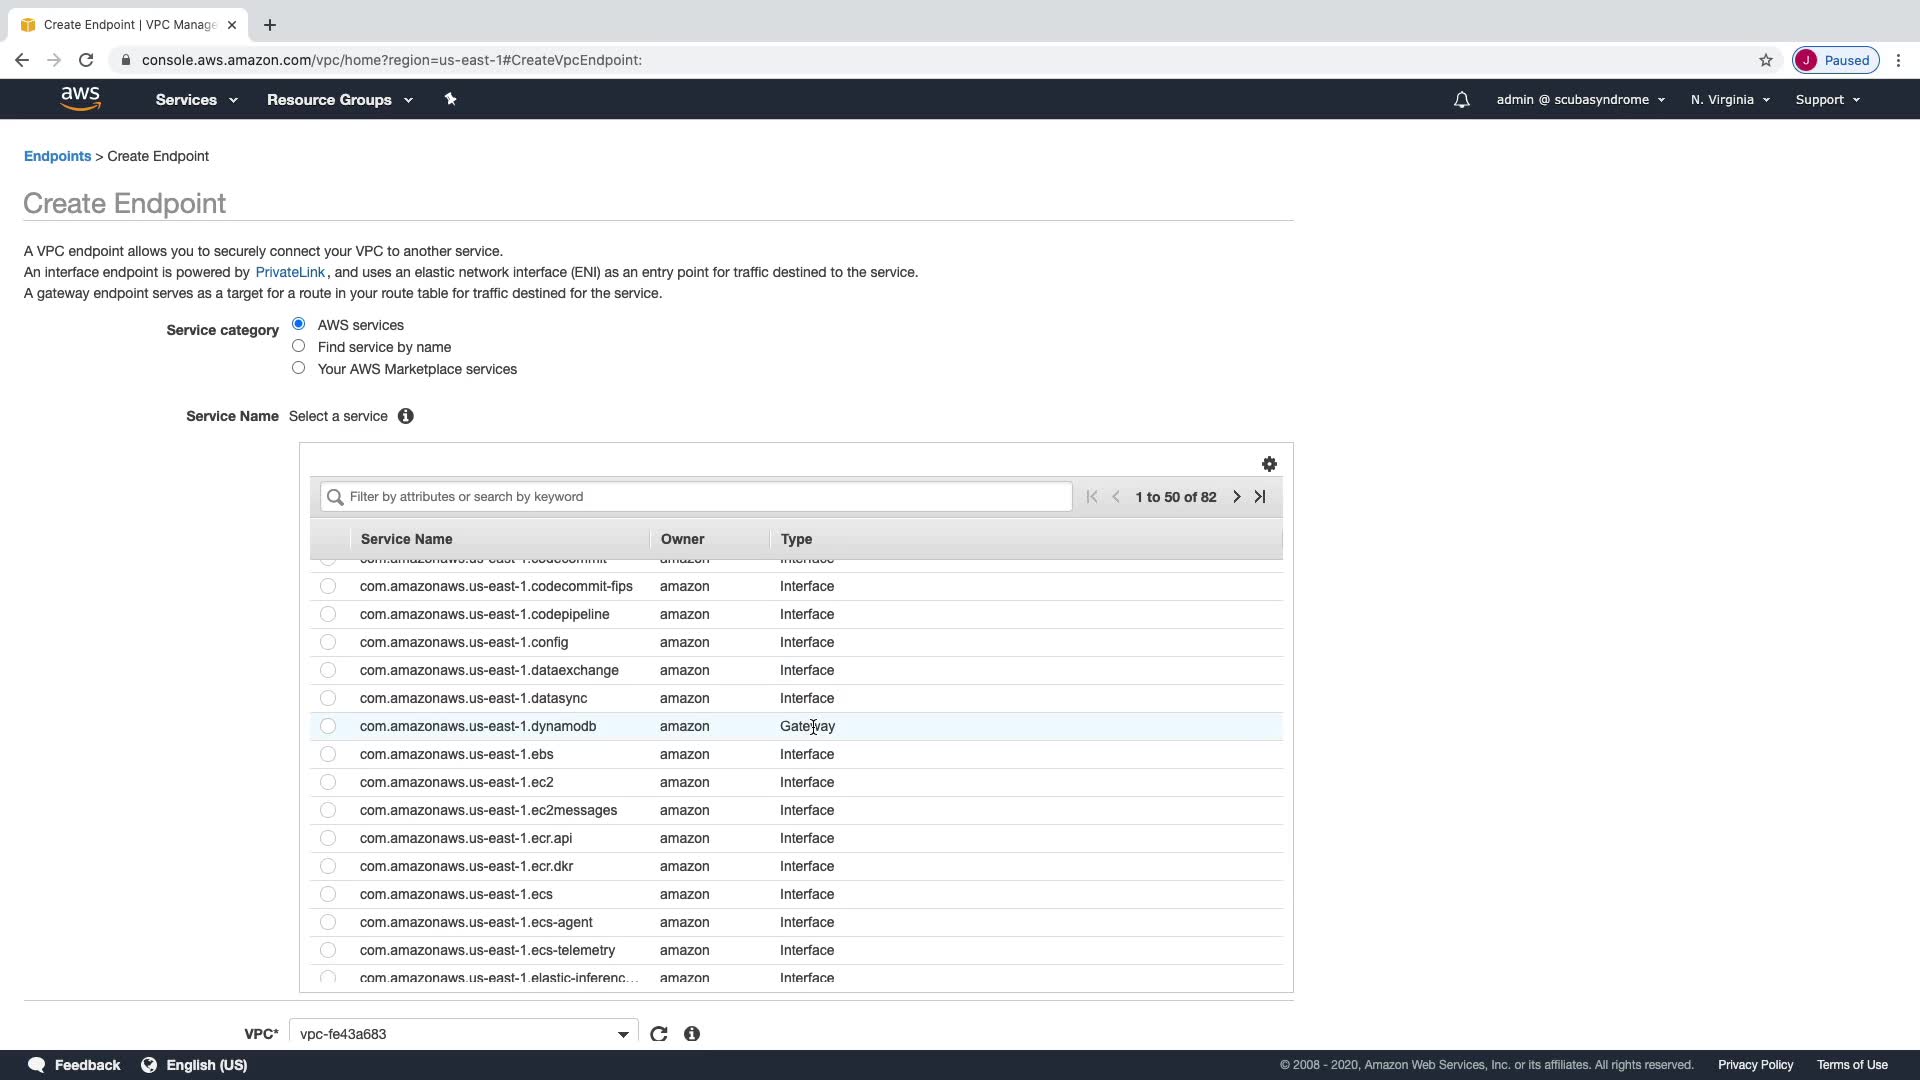 Create Endpoint | VPC Manage
console.aws.amazon.com/vpc/home?region=us-east-1#CreateVpcEndpoint:
J Paused
aws Services Resource Groups admin @ scubasyndrome N. Virginia Support
Endpoints > Create Endpoint
Create Endpoint
A VPC endpoint allows you to securely connect your VPC to another service.
An interface endpoint is powered by PrivateLink, and uses an elastic network interface (ENI) as an entry point for traffic destined to the service.
A gateway endpoint serves as a target for a route in your route table for traffic destined for the service.
Service category AWS services
Find service by name
Your AWS Marketplace services
Service Name Select a service
Filter by attributes or search by keyword 1 to 50 of 82
Service Name Owner Type
com.amazonaws.us-east-1.codecommit amazon Interface
com.amazonaws.us-east-1.codecommit-fips amazon Interface
com.amazonaws.us-east-1.codepipeline amazon Interface
com.amazonaws.us-east-1.config amazon Interface
com.amazonaws.us-east-1.dataexchange amazon Interface
com.amazonaws.us-east-1.datasync amazon Interface
com.amazonaws.us-east-1.dynamodb amazon Gateway
com.amazonaws.us-east-1.ebs amazon Interface
com.amazonaws.us-east-1.ec2 amazon Interface
com.amazonaws.us-east-1.ec2messages amazon Interface
com.amazonaws.us-east-1.ecr.api amazon Interface
com.amazonaws.us-east-1.ecr.dkr amazon Interface
com.amazonaws.us-east-1.ecs amazon Interface
com.amazonaws.us-east-1.ecs-agent amazon Interface
com.amazonaws.us-east-1.ecs-telemetry amazon Interface
com.amazonaws.us-east-1.elastic-inferenc... amazon Interface
VPC* vpc-fe43a683
Feedback English (US) © 2008 - 2020, Amazon Web Services, Inc. or its affiliates. All rights reserved. Privacy Policy Terms of Use